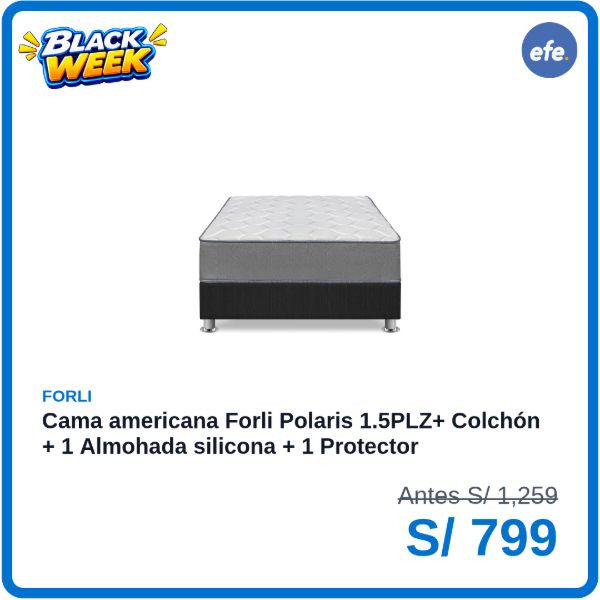 BLACK
WEEK
efe.
FORLI
Cama americana Forli Polaris 1.5PLZ+ Colchón
+ 1 Almohada silicona + 1 Protector
Antes S/ 1,259
S/ 799